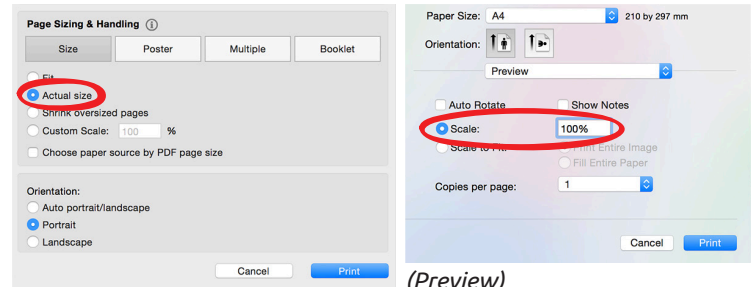 Page Sizing & Handling
Size Poster Multiple Booklet
Fit
Actual size
Shrink oversized pages
Custom Scale: 100 %
Choose paper source by PDF page size
Orientation:
Auto portrait/landscape
Portrait
Landscape
Cancel Print
Paper Size: A4 210 by 297 mm
Orientation:
Preview
Auto Rotate Show Notes
Scale: 100%
Scale to Fit: Print Entire Image
Fill Entire Paper
Copies per page: 1
Cancel Print
(Preview)